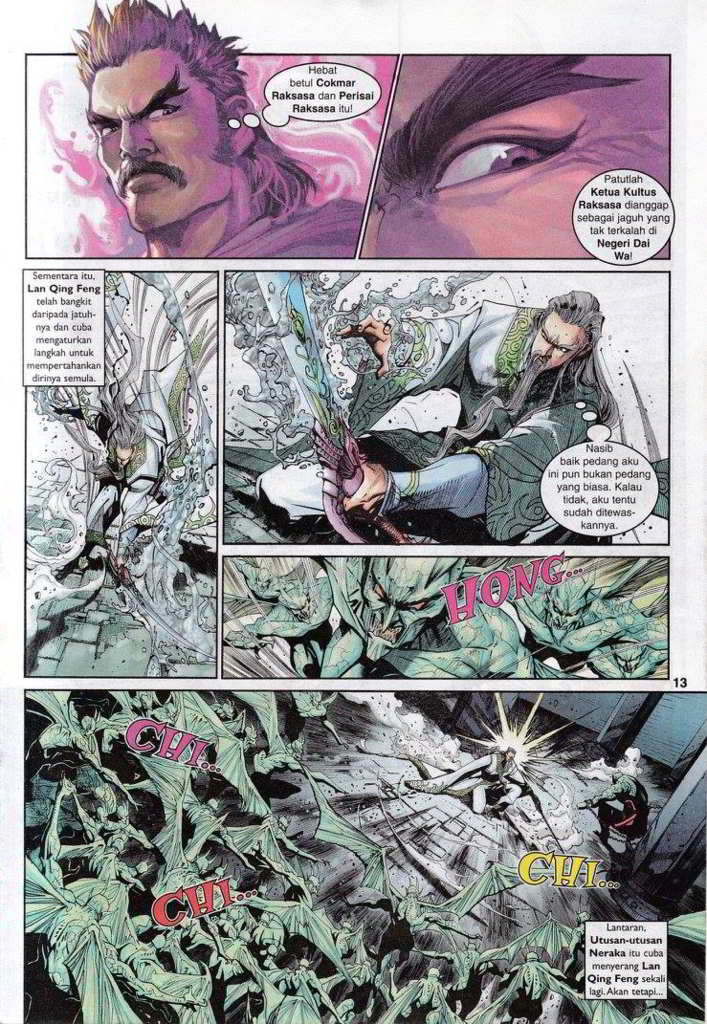 Hebat
betul Cokmar
Raksasa dan Perisai
Raksasa itu!
Patutlah
Ketua Kultus
Raksasa dianggap
sebagai jaguh yang
tak terkalah di
Negeri Dai
Wa!
Sementara itu,
Lan Qing Feng
telah bangkit
daripada jatuh-
nya dan cuba
mengaturkan
langkah untuk
mempertahankan
dirinya semula.
Nasib
baik pedang aku
ini pun bukan pedang
yang biasa. Kalau
tidak, aku tentu
sudah ditewas-
kannya.
HONG...
13
CHI...
CHI...
CHI...
Lantaran,
Utusan-utusan
Neraka itu cuba
menyerang Lan
Qing Feng sekali
lagi. Akan tetapi...